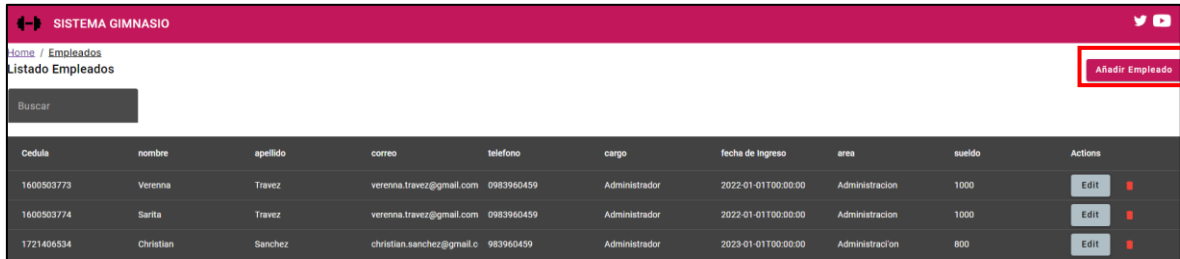 SISTEMA GIMNASIO
Home / Empleados
Listado Empleados
Añadir Empleado
Buscar
Cedula nombre apellido correo telefono cargo fecha de Ingreso area sueldo Actions
1600503773 Verenna Travez verenna.travez@gmail.com 0983960459 Administrador 2022-01-01T00:00:00 Administracion 1000 Edit
1600503774 Sarita Travez verenna.travez@gmail.com 0983960459 Administrador 2022-01-01T00:00:00 Administracion 1000 Edit
1721406534 Christian Sanchez christian.sanchez@gmail.c 983960459 Administrador 2023-01-01T00:00:00 Administraci'on 800 Edit